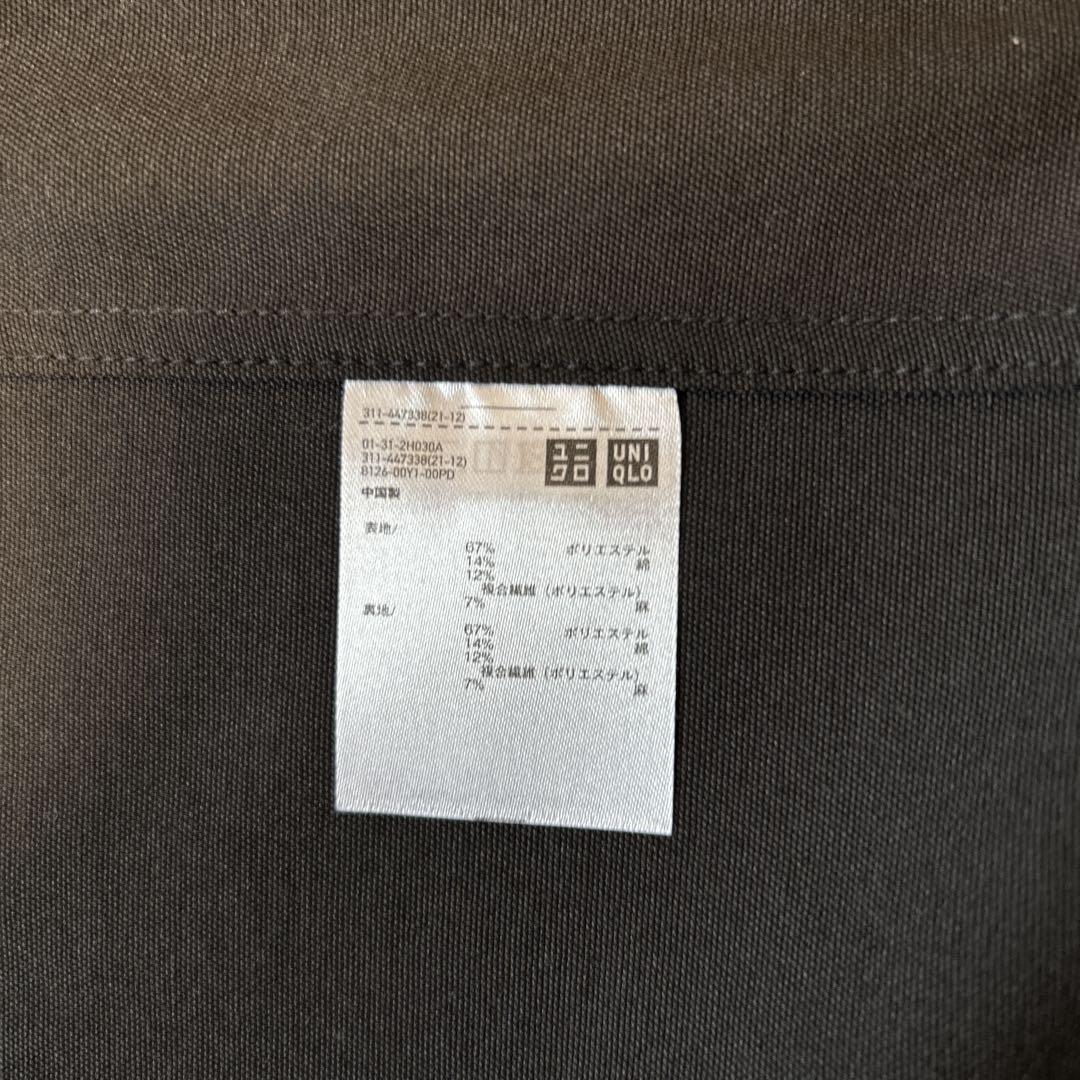 311-447338(21-12)
01-31-2H030A
311-447338(21-12)
8126-00Y1-00PD
ユニ
クロ
UNI
QLO
中国製
表地/
67% ポリエステル
14% 綿
12%
複合繊維（ポリエステル）
7% 麻
裏地/
67% ポリエステル
14% 綿
12%
複合繊維（ポリエステル）
7% 麻